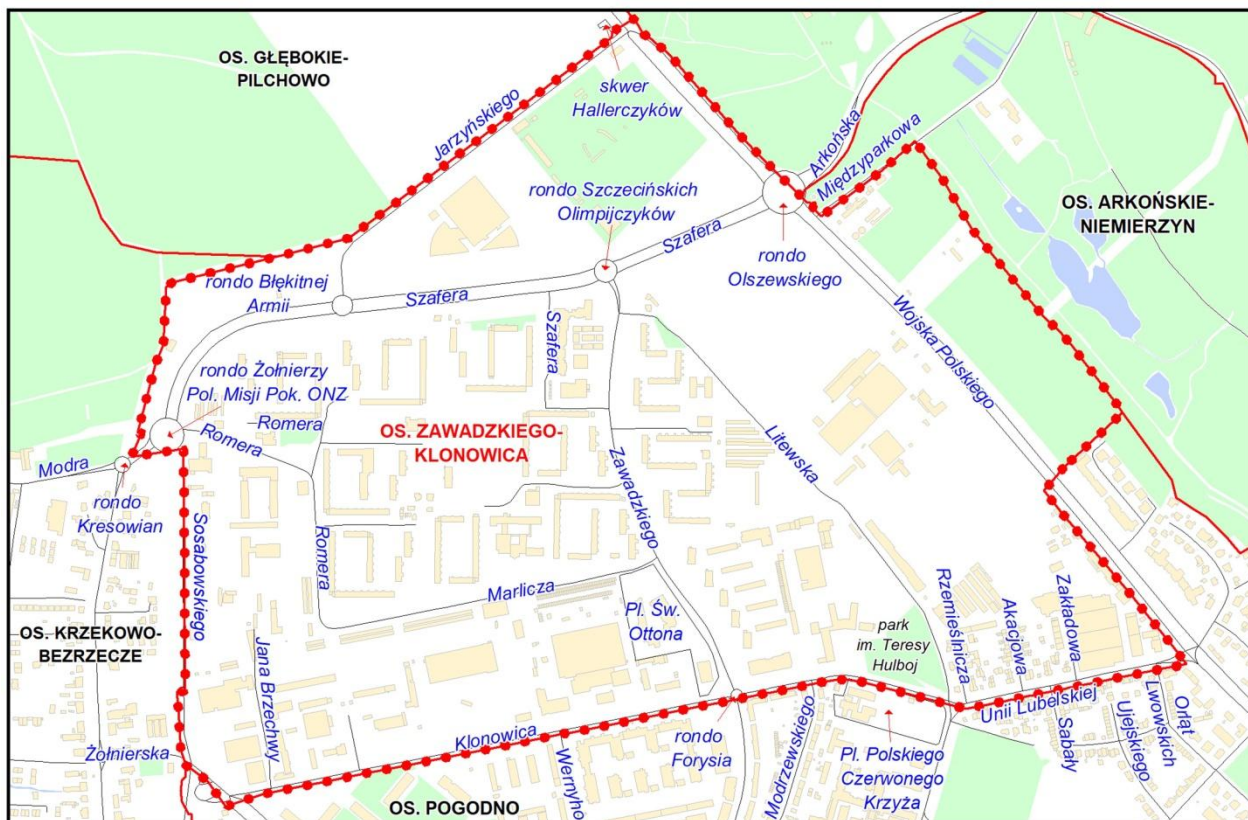 OS. GŁĘBOKIE-
PILCHOWO
skwer
Hallerczyków
Jarzyńskiego
Arkońska
Międzyparkowa
OS. ARKOŃSKIE-
NIEMIERZYN
rondo Szczecińskich
Olimpijczyków
Szafera
rondo
Olszewskiego
rondo Błękitnej
Armii
Szafera
Szafera
Wojska Polskiego
rondo Żołnierzy
Pol. Misji Pok. ONZ
Romera
Romera
OS. ZAWADZKIEGO-
KLONOWICA
Modra
rondo
Kresowian
Zawadzkiego
Litewska
Sosabowskiego
Romera
Marlicza
Pl. Św.
Ottona
Rzemieślnicza
Akacjowa
Zakładowa
OS. KRZEKOWO-
BEZRZECZE
park
im. Teresy
Hulboj
Jana Brzechwy
Unii Lubelskiej
Klonowica
Żołnierska
Wernyhory
rondo
Forysia
Modrzewskiego
Pl. Polskiego
Czerwonego
Krzyża
Sabały
Ujejskiego
Lwowskich
Orląt
OS. POGODNO